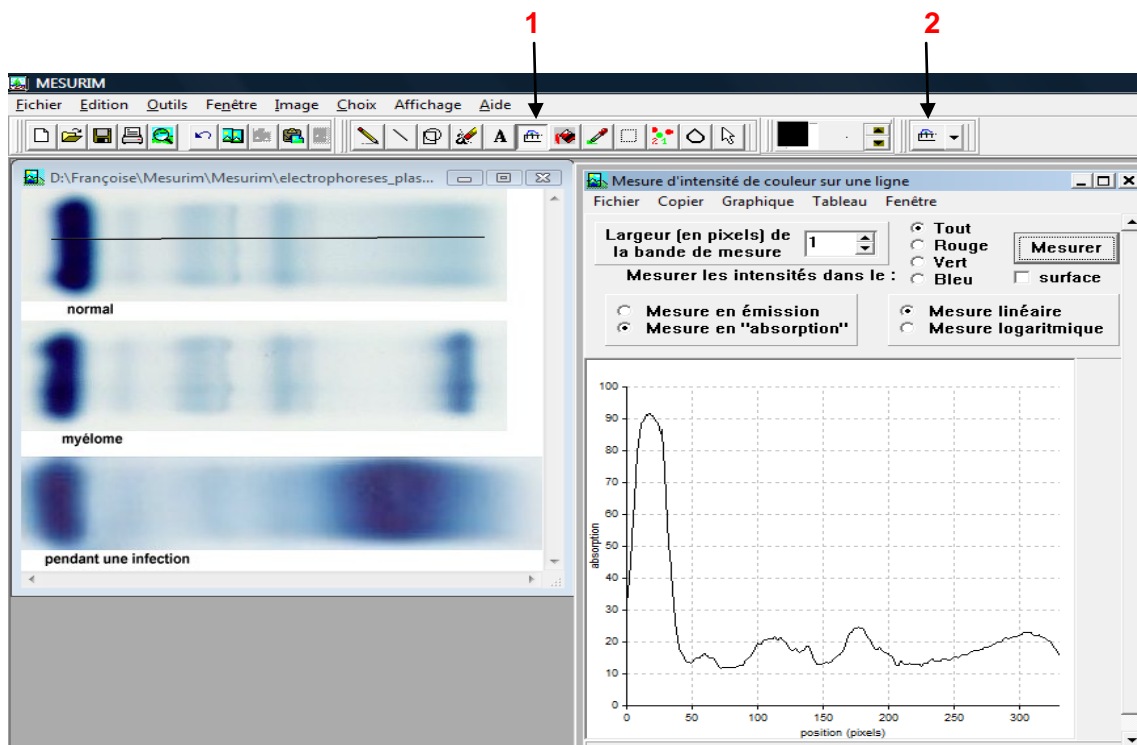 1 2
MESURIM
Fichier Edition Outils Fenêtre Image Choix Affichage Aide
A
D:\Françoise\Mesurim\Mesurim\electrophoreses_plas...
normal
myélome
pendant une infection
Mesure d'intensité de couleur sur une ligne
Fichier Copier Graphique Tableau Fenêtre
Largeur (en pixels) de
la bande de mesure
1
Tout
Rouge
Vert
Bleu
Mesurer
surface
Mesurer les intensités dans le :
Mesure en émission
Mesure en "absorption"
Mesure linéaire
Mesure logaritmique
100
90
80
70
60
50
40
30
20
10
0
absorption
0 50 100 150 200 250 300
position (pixels)